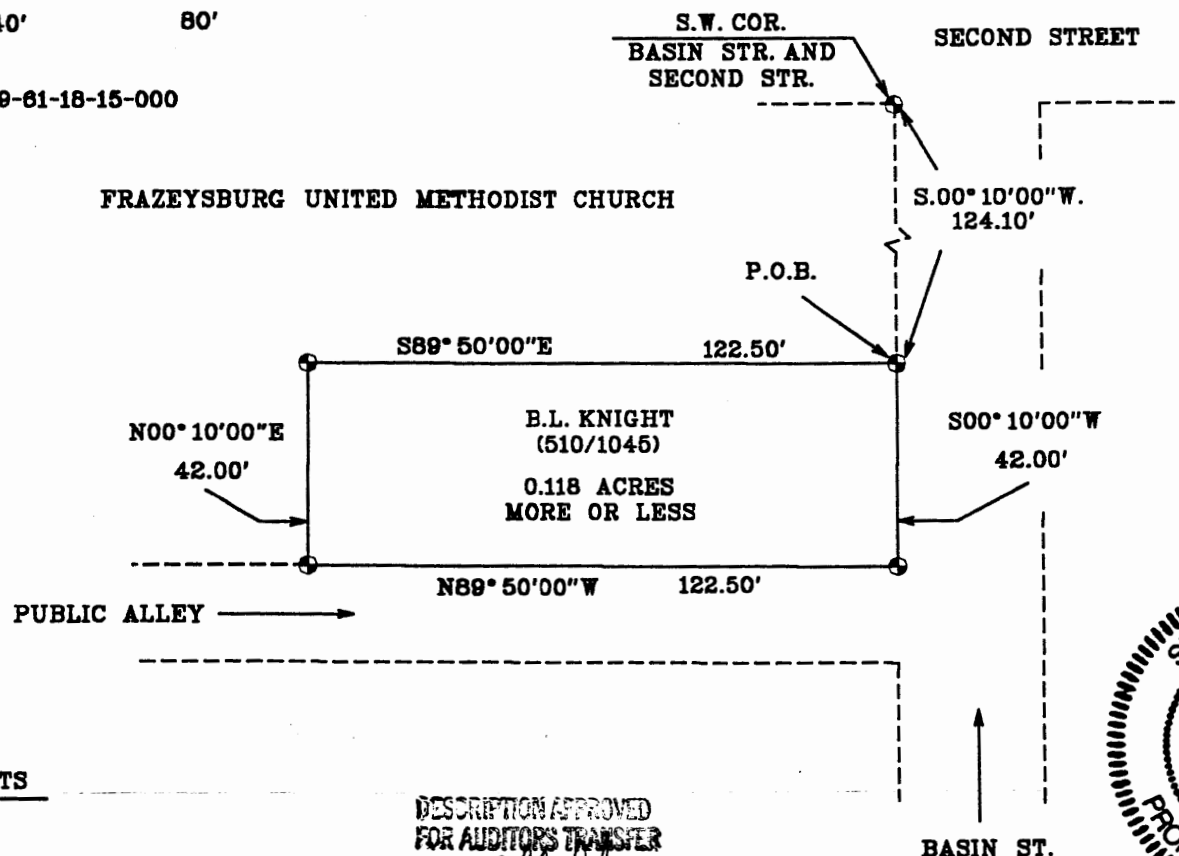 80'
S.W. COR.
BASIN STR. AND
SECOND STR.
SECOND STREET
9-61-18-15-000
FRAZEYSBURG UNITED METHODIST CHURCH
S.00°10'00"W.
124.10'
P.O.B.
S89°50'00"E 122.50'
N00°10'00"E
42.00'
B.L. KNIGHT
(510/1045)
0.118 ACRES
MORE OR LESS
S00°10'00"W
42.00'
N89°50'00"W 122.50'
PUBLIC ALLEY
TS
DESCRIPTION APPROVED
FOR AUDITORS TRANSFER
BASIN ST.